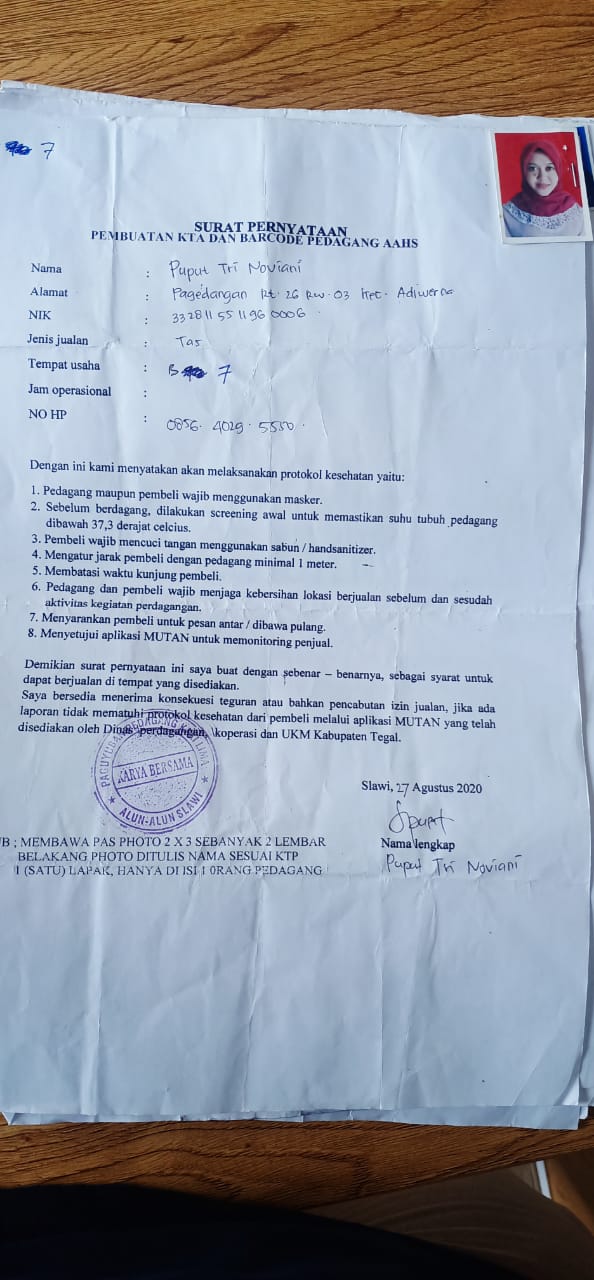 7
SURAT PERNYATAAN
PEMBUATAN KTA DAN BARCODE PEDAGANG AAHS
Nama : Puput Tri Noviani
Alamat : Pagedangan Rt. 26 Rw. 03 Kec. Adiwerna
NIK : 332811 551196 0006
Jenis jualan : Tas
Tempat usaha : B 7
Jam operasional :
NO HP : 0856. 4029. 5550.
Dengan ini kami menyatakan akan melaksanakan protokol kesehatan yaitu:
1. Pedagang maupun pembeli wajib menggunakan masker.
2. Sebelum berdagang, dilakukan screening awal untuk memastikan suhu tubuh pedagang
dibawah 37,3 derajat celcius.
3. Pembeli wajib mencuci tangan menggunakan sabun / handsanitizer.
4. Mengatur jarak pembeli dengan pedagang minimal 1 meter.
5. Membatasi waktu kunjung pembeli.
6. Pedagang dan pembeli wajib menjaga kebersihan lokasi berjualan sebelum dan sesudah
aktivitas kegiatan perdagangan.
7. Menyarankan pembeli untuk pesan antar / dibawa pulang.
8. Menyetujui aplikasi MUTAN untuk memonitoring penjual.
Demikian surat pernyataan ini saya buat dengan sebenar – benarnya, sebagai syarat untuk
dapat berjualan di tempat yang disediakan.
Saya bersedia menerima konsekuesi teguran atau bahkan pencabutan izin jualan, jika ada
laporan tidak mematuhi protokol kesehatan dari pembeli melalui aplikasi MUTAN yang telah
disediakan oleh Dinas perdagangan, koperasi dan UKM Kabupaten Tegal.
PAGUYUBAN PEDAGANG KAKI LIMA
KARYA BERSAMA
ALUN-ALUN SLAWI
Slawi, 27 Agustus 2020
Nama lengkap
Puput Tri Noviani
B ; MEMBAWA PAS PHOTO 2 X 3 SEBANYAK 2 LEMBAR
BELAKANG PHOTO DITULIS NAMA SESUAI KTP
1 (SATU) LAPAK, HANYA DI ISI 1 0RANG PEDAGANG